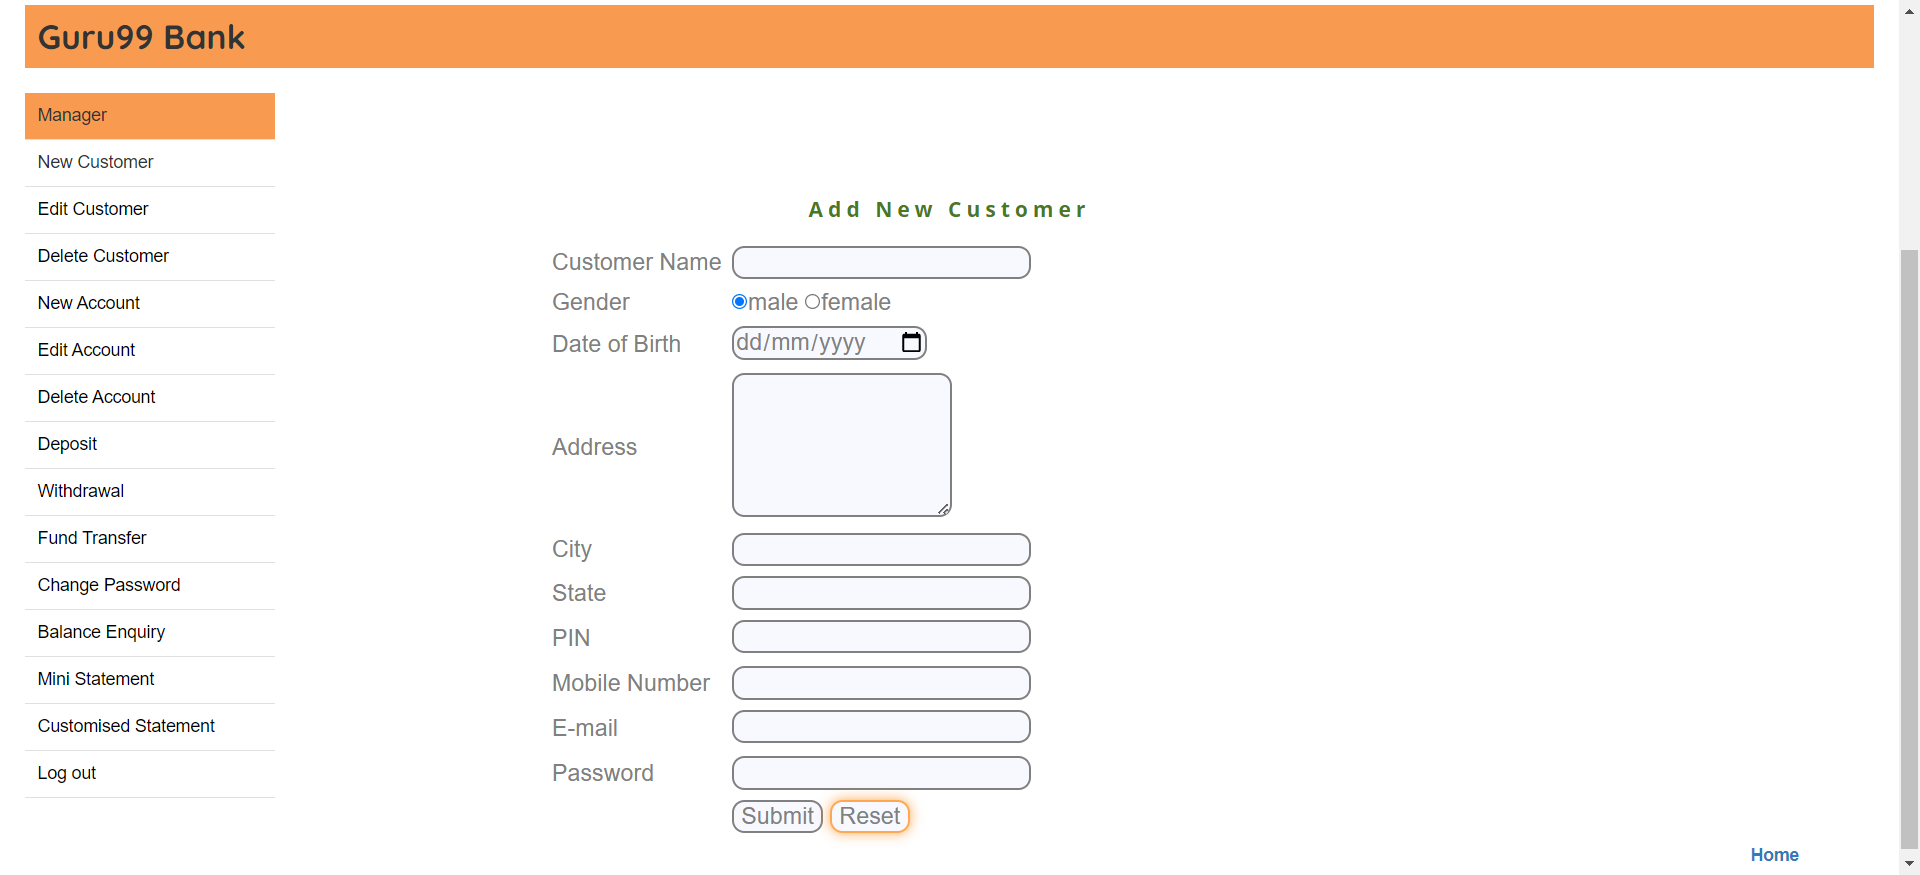 Guru99 Bank
Manager
New Customer
Edit Customer
Delete Customer
New Account
Edit Account
Delete Account
Deposit
Withdrawal
Fund Transfer
Change Password
Balance Enquiry
Mini Statement
Customised Statement
Log out
Add New Customer
Customer Name
Gender male female
Date of Birth dd/mm/yyyy
Address
City
State
PIN
Mobile Number
E-mail
Password
Submit Reset
Home